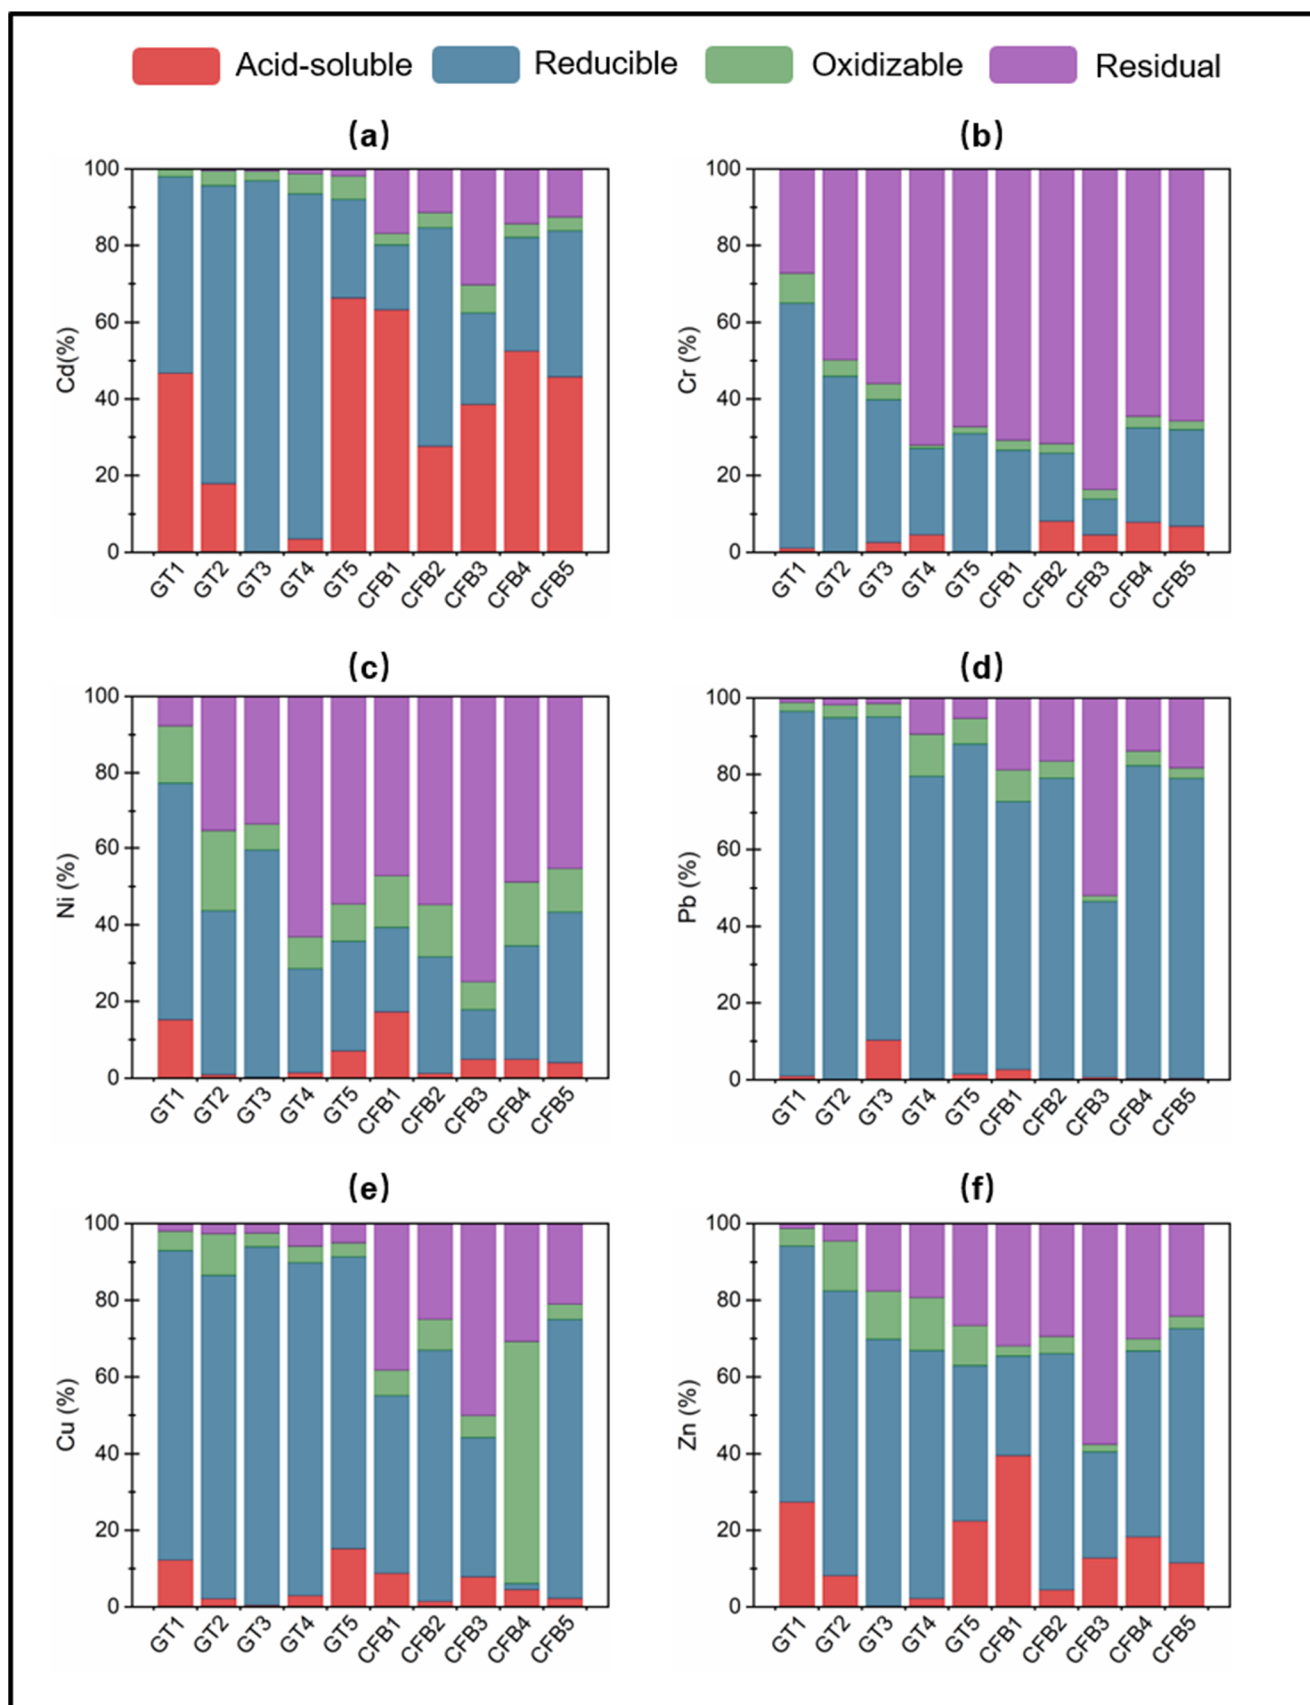 Acid-soluble Reducible Oxidizable Residual
(a) (b)
Cd(%)
100
80
60
40
20
0
GT1 GT2 GT3 GT4 GT5 CFB1 CFB2 CFB3 CFB4 CFB5
Cr (%)
100
80
60
40
20
0
GT1 GT2 GT3 GT4 GT5 CFB1 CFB2 CFB3 CFB4 CFB5
(c) (d)
Ni (%)
100
80
60
40
20
0
GT1 GT2 GT3 GT4 GT5 CFB1 CFB2 CFB3 CFB4 CFB5
Pb (%)
100
80
60
40
20
0
GT1 GT2 GT3 GT4 GT5 CFB1 CFB2 CFB3 CFB4 CFB5
(e) (f)
Cu (%)
100
80
60
40
20
0
GT1 GT2 GT3 GT4 GT5 CFB1 CFB2 CFB3 CFB4 CFB5
Zn (%)
100
80
60
40
20
0
GT1 GT2 GT3 GT4 GT5 CFB1 CFB2 CFB3 CFB4 CFB5